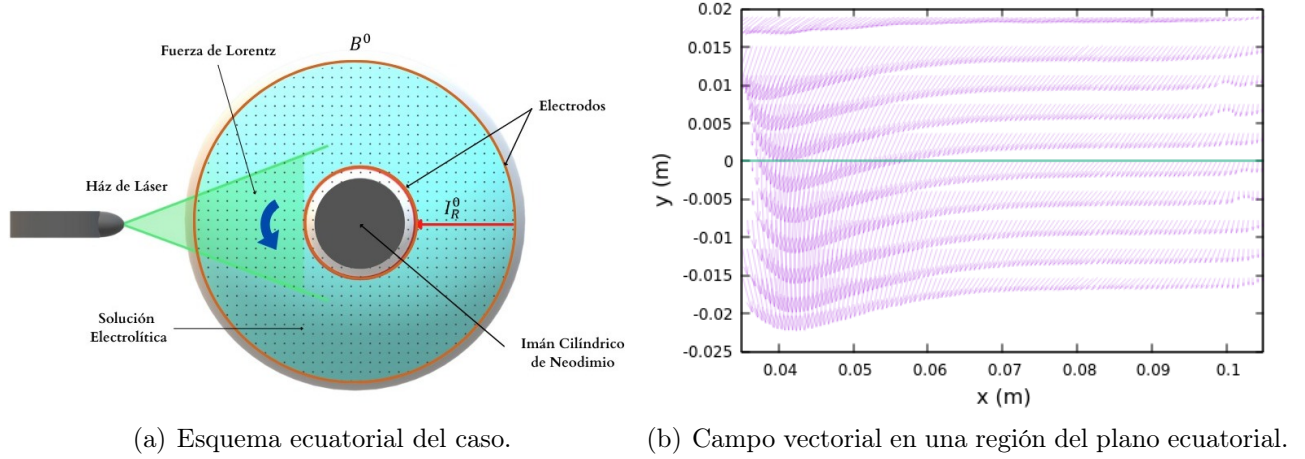 B⁰
Fuerza de Lorentz
Electrodos
Ház de Láser
I_R^0
Solución
Electrolítica
Imán Cilíndrico
de Neodimio
(a) Esquema ecuatorial del caso.
0.02
0.015
0.01
0.005
0
-0.005
-0.01
-0.015
-0.02
-0.025
y (m)
0.04 0.05 0.06 0.07 0.08 0.09 0.1
x (m)
(b) Campo vectorial en una región del plano ecuatorial.